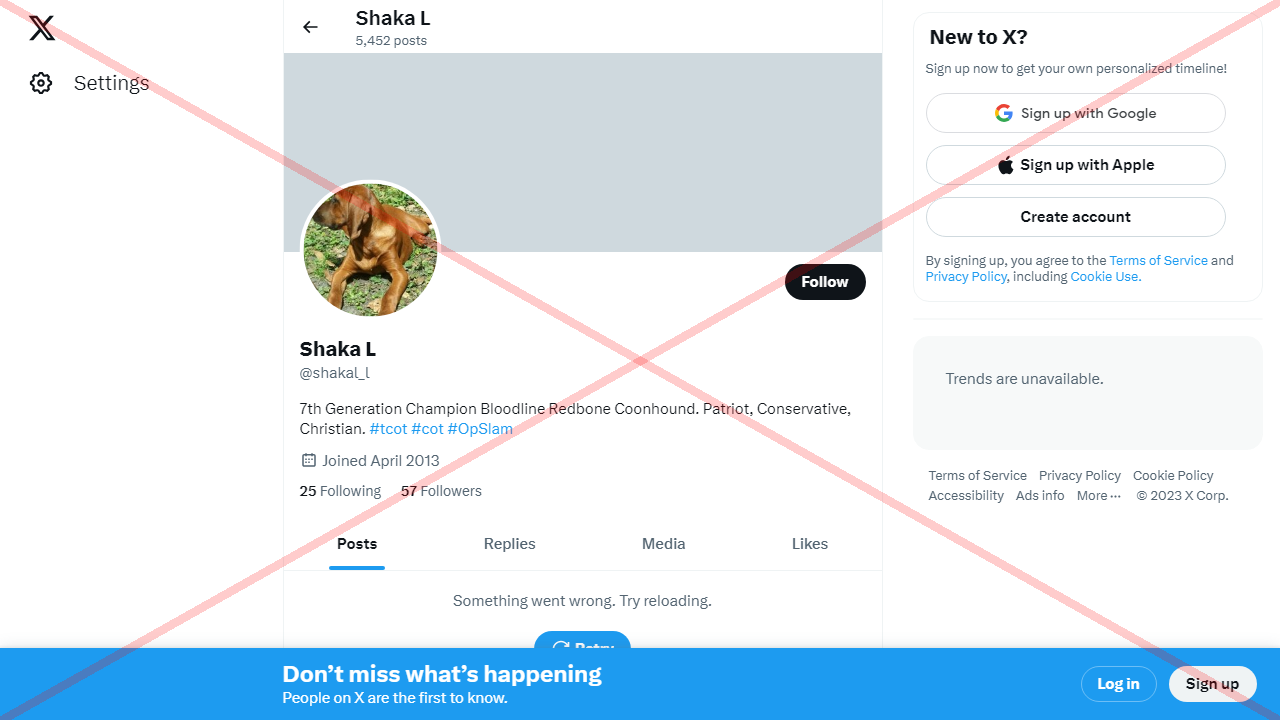 Settings
Shaka L
5,452 posts
Follow
Shaka L
@shakal_l
7th Generation Champion Bloodline Redbone Coonhound. Patriot, Conservative,
Christian. #tcot #cot #OpSlam
Joined April 2013
25 Following 57 Followers
Posts Replies Media Likes
Something went wrong. Try reloading.
Retry
New to X?
Sign up now to get your own personalized timeline!
Sign up with Google
Sign up with Apple
Create account
By signing up, you agree to the Terms of Service and
Privacy Policy, including Cookie Use.
Trends are unavailable.
Terms of Service Privacy Policy Cookie Policy
Accessibility Ads info More ··· © 2023 X Corp.
Don’t miss what’s happening
People on X are the first to know.
Log in Sign up